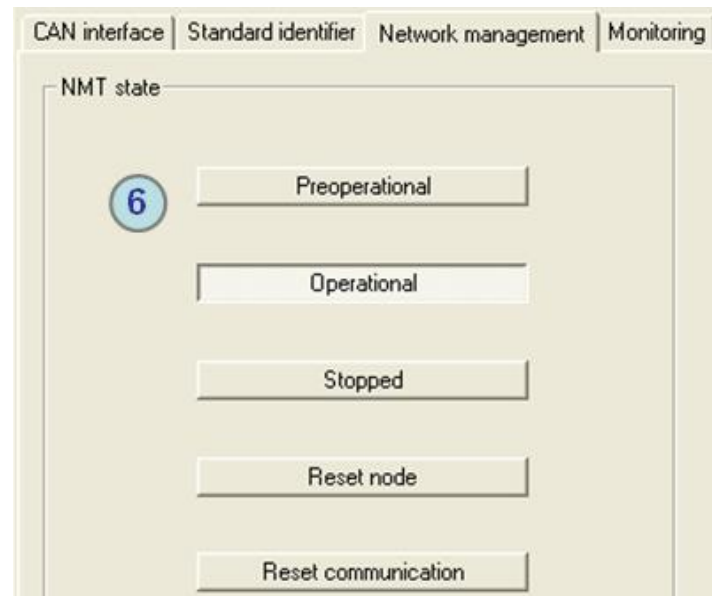 CAN interface Standard identifier Network management Monitoring
NMT state
6
Preoperational
Operational
Stopped
Reset node
Reset communication